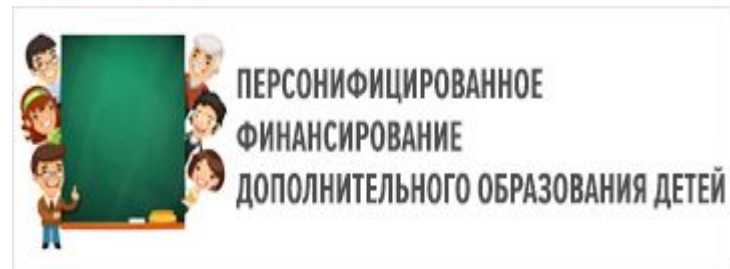 ПЕРСОНИФИЦИРОВАННОЕ
ФИНАНСИРОВАНИЕ
ДОПОЛНИТЕЛЬНОГО ОБРАЗОВАНИЯ ДЕТЕЙ